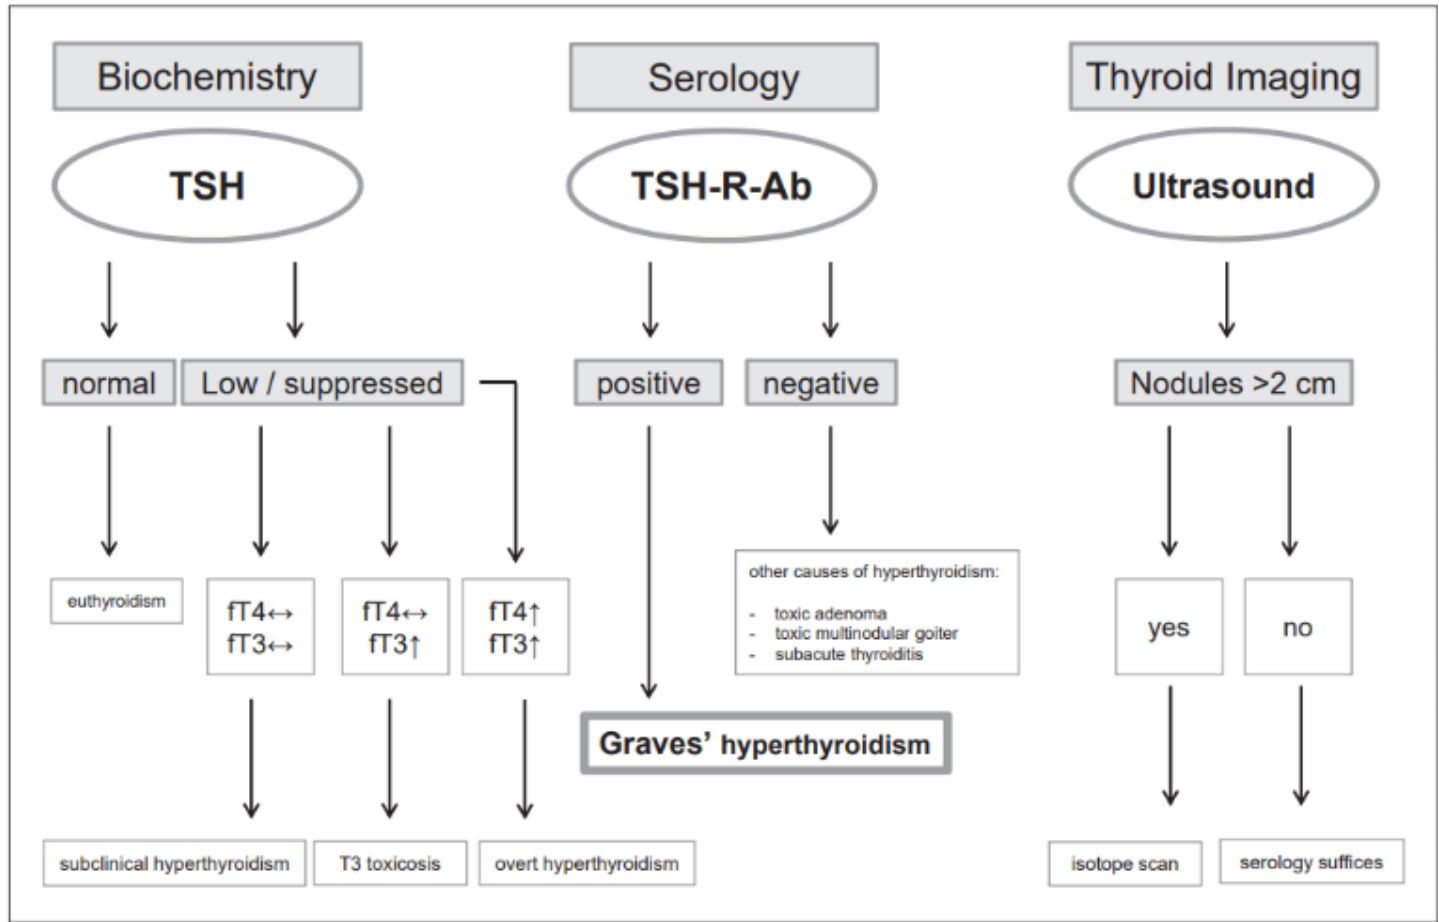 Biochemistry
TSH
normal
Low / suppressed
euthyroidism
fT4↔
fT3↔
fT4↔
fT3↑
fT4↑
fT3↑
subclinical hyperthyroidism
T3 toxicosis
overt hyperthyroidism
Serology
TSH-R-Ab
positive
negative
other causes of hyperthyroidism:
- toxic adenoma
- toxic multinodular goiter
- subacute thyroiditis
Graves’ hyperthyroidism
Thyroid Imaging
Ultrasound
Nodules >2 cm
yes
no
isotope scan
serology suffices